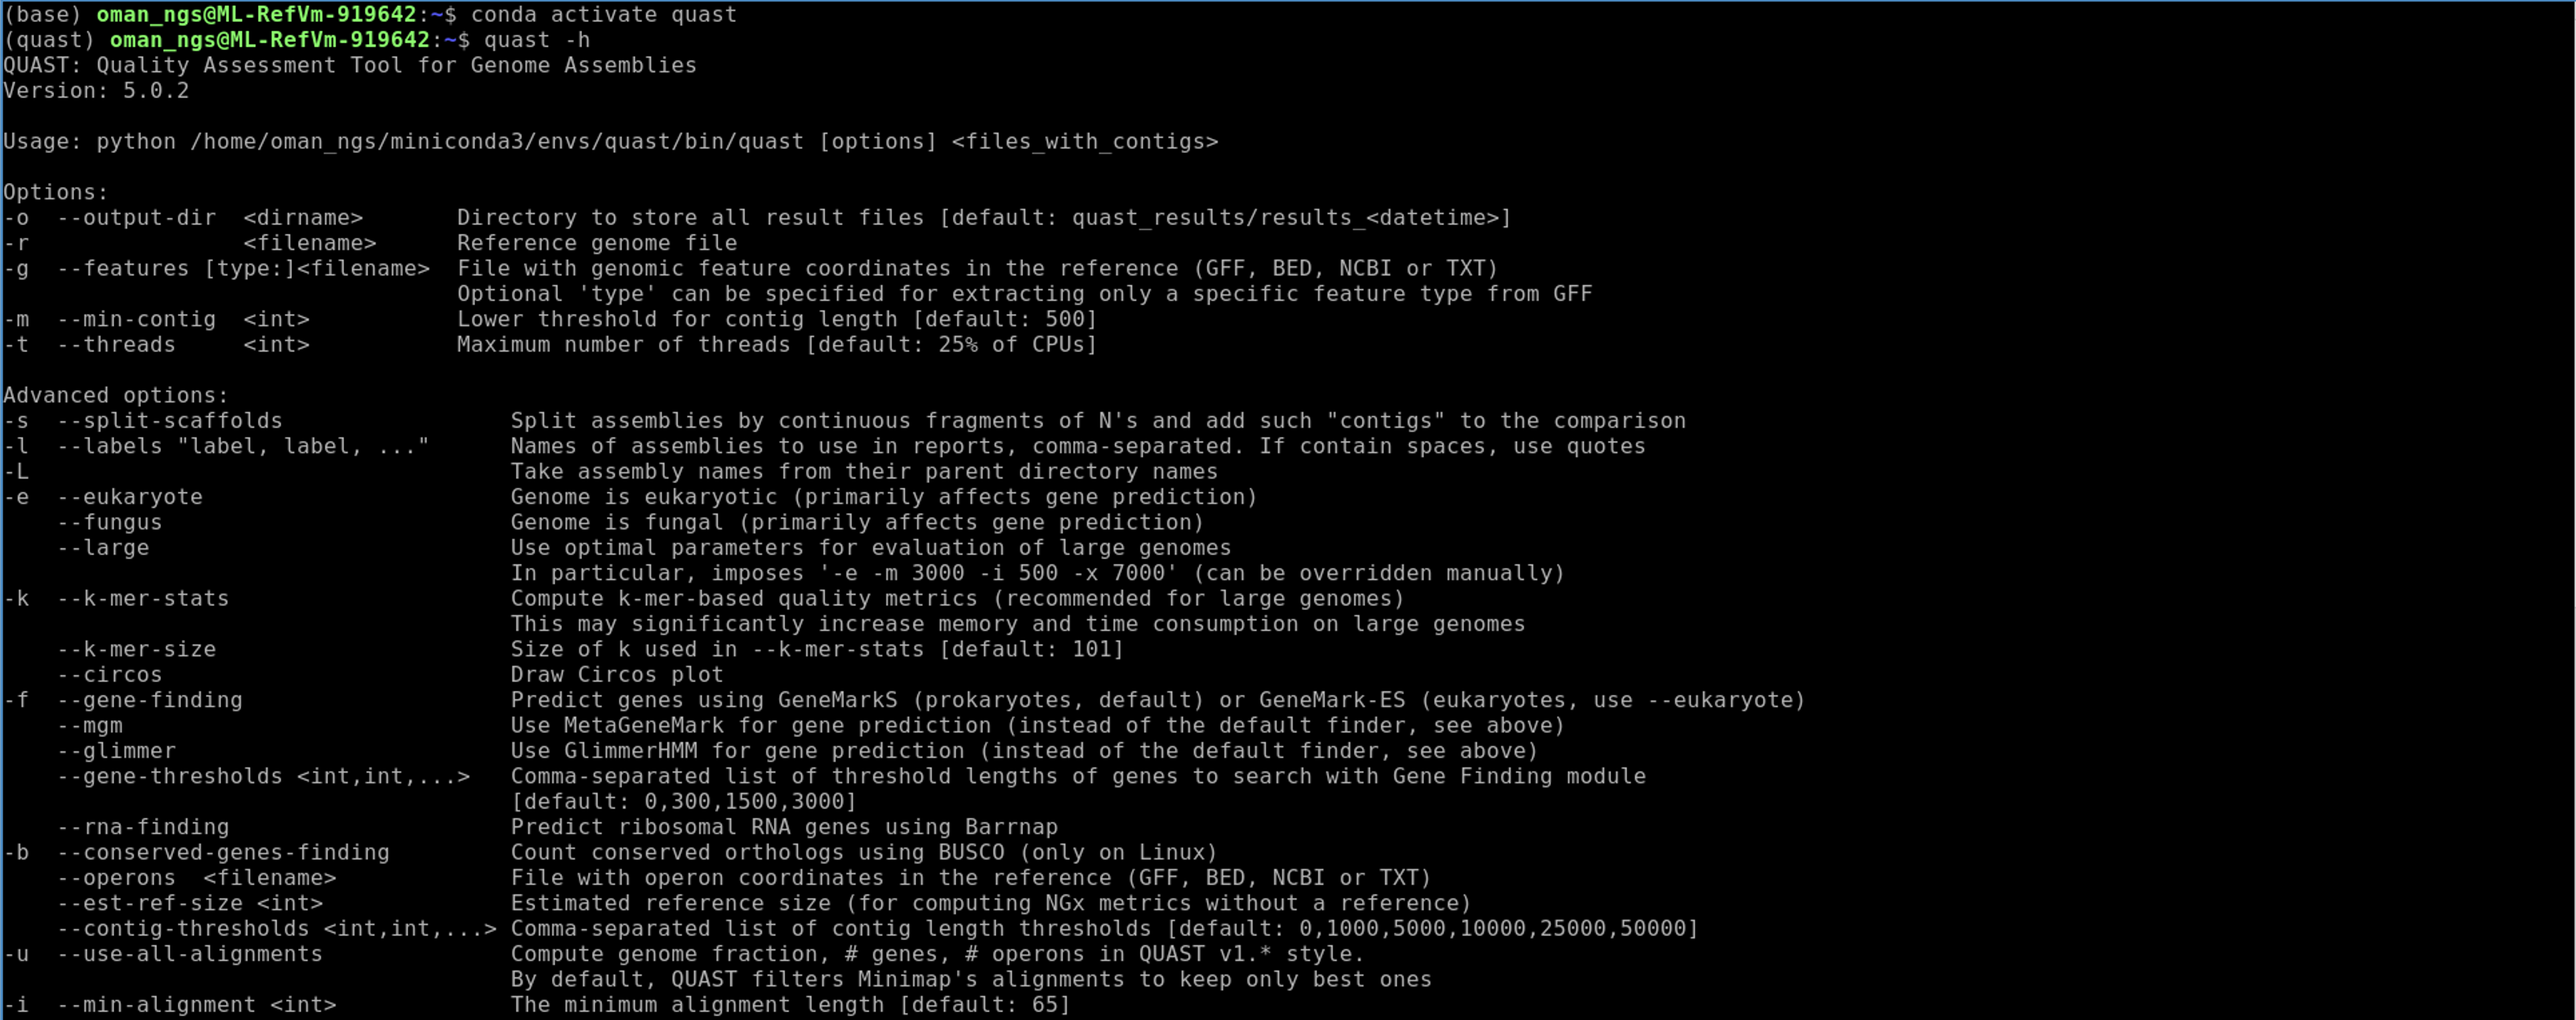 (base) oman_ngs@ML-RefVm-919642:~$ conda activate quast
(quast) oman_ngs@ML-RefVm-919642:~$ quast -h
QUAST: Quality Assessment Tool for Genome Assemblies
Version: 5.0.2

Usage: python /home/oman_ngs/miniconda3/envs/quast/bin/quast [options] <files_with_contigs>

Options:
-o  --output-dir  <dirname>       Directory to store all result files [default: quast_results/results_<datetime>]
-r                <filename>      Reference genome file
-g  --features [type:]<filename>  File with genomic feature coordinates in the reference (GFF, BED, NCBI or TXT)
                                  Optional 'type' can be specified for extracting only a specific feature type from GFF
-m  --min-contig  <int>           Lower threshold for contig length [default: 500]
-t  --threads     <int>           Maximum number of threads [default: 25% of CPUs]

Advanced options:
-s  --split-scaffolds                 Split assemblies by continuous fragments of N's and add such "contigs" to the comparison
-l  --labels "label, label, ..."      Names of assemblies to use in reports, comma-separated. If contain spaces, use quotes
-L                                    Take assembly names from their parent directory names
-e  --eukaryote                       Genome is eukaryotic (primarily affects gene prediction)
    --fungus                          Genome is fungal (primarily affects gene prediction)
    --large                           Use optimal parameters for evaluation of large genomes
                                      In particular, imposes '-e -m 3000 -i 500 -x 7000' (can be overridden manually)
-k  --k-mer-stats                     Compute k-mer-based quality metrics (recommended for large genomes)
                                      This may significantly increase memory and time consumption on large genomes
    --k-mer-size                      Size of k used in --k-mer-stats [default: 101]
    --circos                          Draw Circos plot
-f  --gene-finding                    Predict genes using GeneMarkS (prokaryotes, default) or GeneMark-ES (eukaryotes, use --eukaryote)
    --mgm                             Use MetaGeneMark for gene prediction (instead of the default finder, see above)
    --glimmer                         Use GlimmerHMM for gene prediction (instead of the default finder, see above)
    --gene-thresholds <int,int,...>   Comma-separated list of threshold lengths of genes to search with Gene Finding module
                                      [default: 0,300,1500,3000]
    --rna-finding                     Predict ribosomal RNA genes using Barrnap
-b  --conserved-genes-finding         Count conserved orthologs using BUSCO (only on Linux)
    --operons  <filename>             File with operon coordinates in the reference (GFF, BED, NCBI or TXT)
    --est-ref-size <int>              Estimated reference size (for computing NGx metrics without a reference)
    --contig-thresholds <int,int,...> Comma-separated list of contig length thresholds [default: 0,1000,5000,10000,25000,50000]
-u  --use-all-alignments              Compute genome fraction, # genes, # operons in QUAST v1.* style.
                                      By default, QUAST filters Minimap's alignments to keep only best ones
-i  --min-alignment <int>             The minimum alignment length [default: 65]